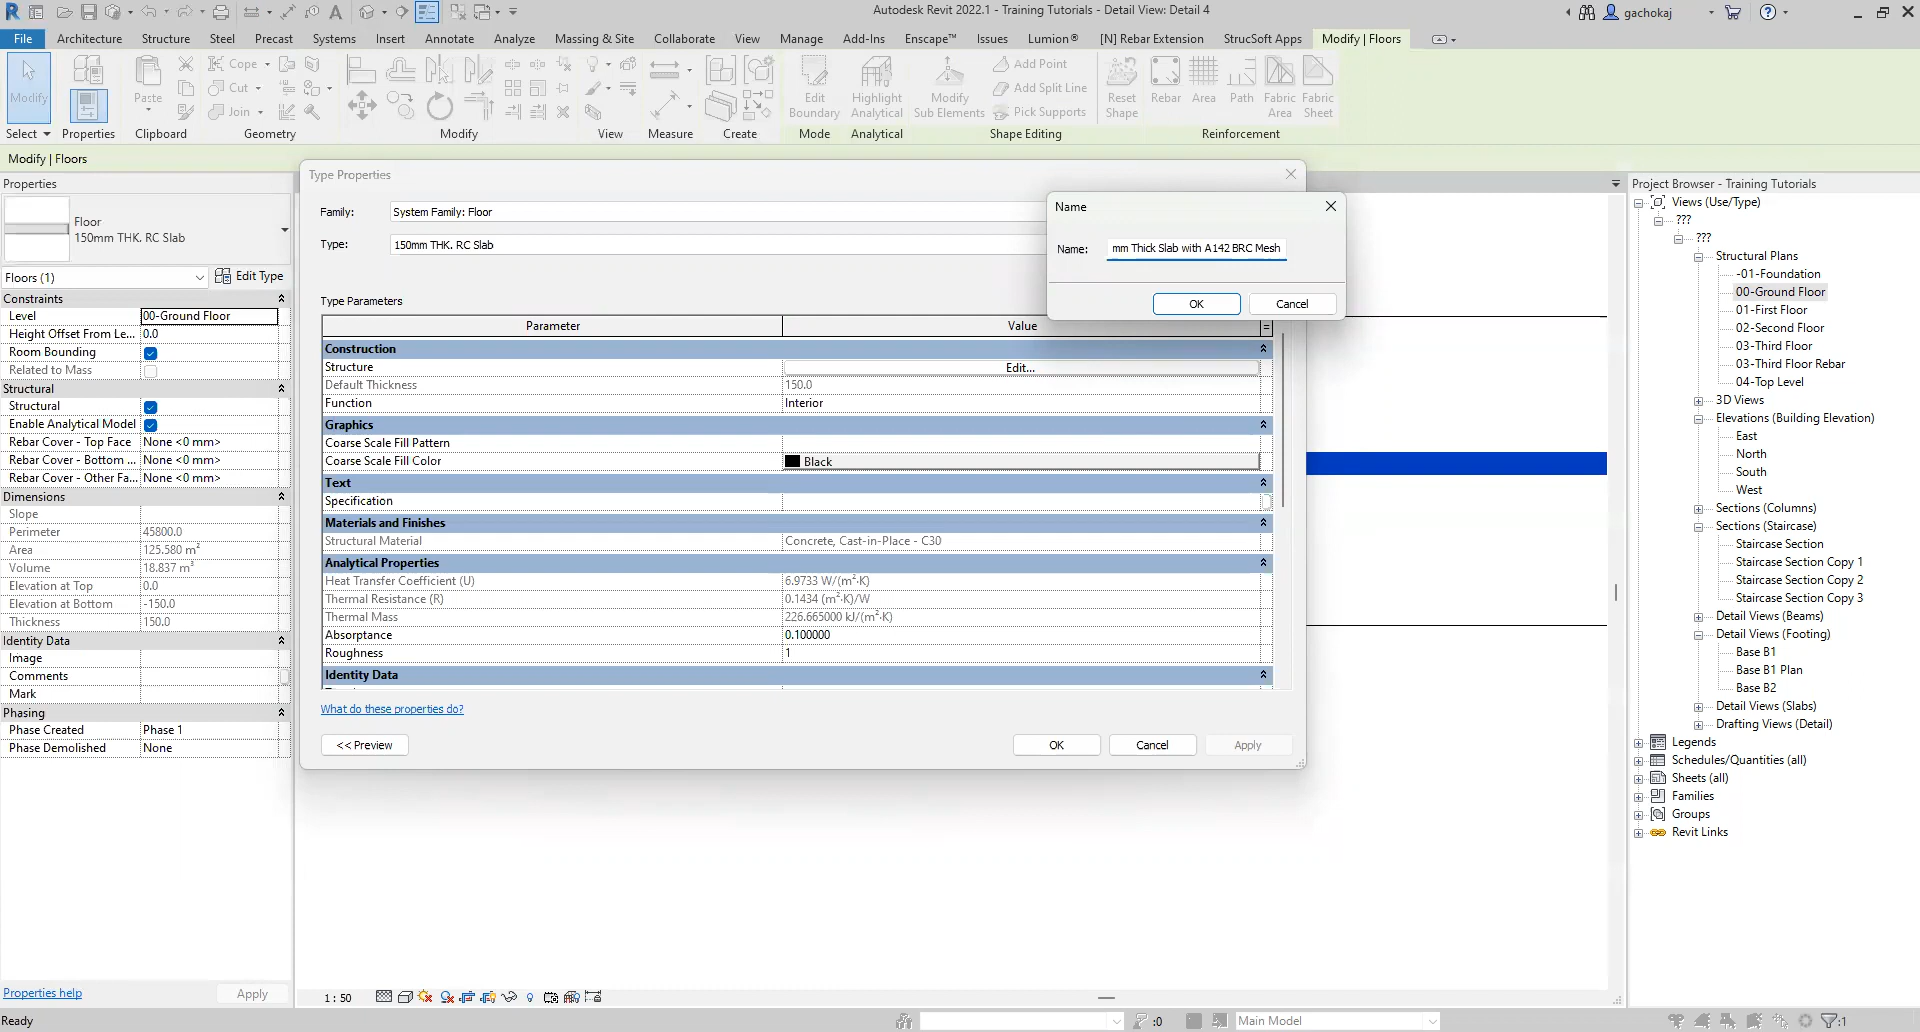 Autodesk Revit 2022.1 - Training Tutorials - Detail View: Detail 4
gachokaj
File Architecture Structure Steel Precast Systems Insert Annotate Analyze Massing & Site Collaborate View Manage Add-Ins Enscape™ Issues Lumion® [N] Rebar Extension StrucSoft Apps Modify | Floors
Modify
Paste
Cope
Cut
Join
Edit Boundary
Highlight Analytical
Modify Sub Elements
Add Point
Add Split Line
Pick Supports
Reset Shape
Rebar
Area
Path
Fabric Area
Fabric Sheet
Select Properties Clipboard Geometry Modify View Measure Create Mode Analytical Shape Editing Reinforcement
Modify | Floors
Properties
Floor
150mm THK. RC Slab
Floors (1) Edit Type
Constraints
Level 00-Ground Floor
Height Offset From Le... 0.0
Room Bounding
Related to Mass
Structural
Structural
Enable Analytical Model
Rebar Cover - Top Face None <0 mm>
Rebar Cover - Bottom ... None <0 mm>
Rebar Cover - Other Fa... None <0 mm>
Dimensions
Slope
Perimeter 45800.0
Area 125.580 m²
Volume 18.837 m³
Elevation at Top 0.0
Elevation at Bottom -150.0
Thickness 150.0
Identity Data
Image
Comments
Mark
Phasing
Phase Created Phase 1
Phase Demolished None
Properties help Apply
Type Properties
Family: System Family: Floor
Type: 150mm THK. RC Slab
Type Parameters
Parameter Value =
Construction
Structure Edit...
Default Thickness 150.0
Function Interior
Graphics
Coarse Scale Fill Pattern
Coarse Scale Fill Color Black
Text
Specification
Materials and Finishes
Structural Material Concrete, Cast-in-Place - C30
Analytical Properties
Heat Transfer Coefficient (U) 6.9733 W/(m²·K)
Thermal Resistance (R) 0.1434 (m²·K)/W
Thermal Mass 226.665000 kJ/(m²·K)
Absorptance 0.100000
Roughness 1
Identity Data
What do these properties do?
<< Preview OK Cancel Apply
Name
Name: mm Thick Slab with A142 BRC Mesh
OK Cancel
Project Browser - Training Tutorials
Views (Use/Type)
???
???
Structural Plans
-01-Foundation
00-Ground Floor
01-First Floor
02-Second Floor
03-Third Floor
03-Third Floor Rebar
04-Top Level
3D Views
Elevations (Building Elevation)
East
North
South
West
Sections (Columns)
Sections (Staircase)
Staircase Section
Staircase Section Copy 1
Staircase Section Copy 2
Staircase Section Copy 3
Detail Views (Beams)
Detail Views (Footing)
Base B1
Base B1 Plan
Base B2
Detail Views (Slabs)
Drafting Views (Detail)
Legends
Schedules/Quantities (all)
Sheets (all)
Families
Groups
Revit Links
1 : 50
Ready
:0
Main Model
:1